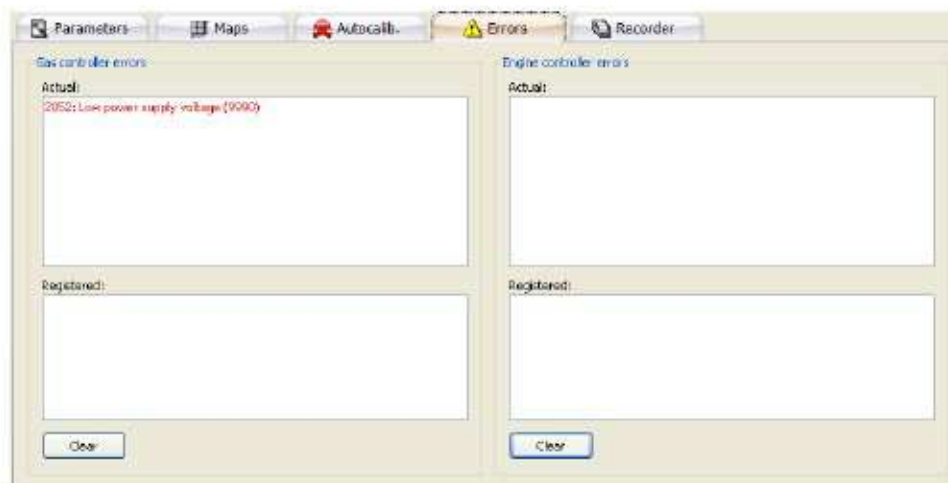 Parameters
Maps
Autocalib.
Errors
Recorder
Gas controller errors
Actual:
2052: Low power supply voltage (9990)
Registered:
Clear
Engine controller errors
Actual:
Registered:
Clear